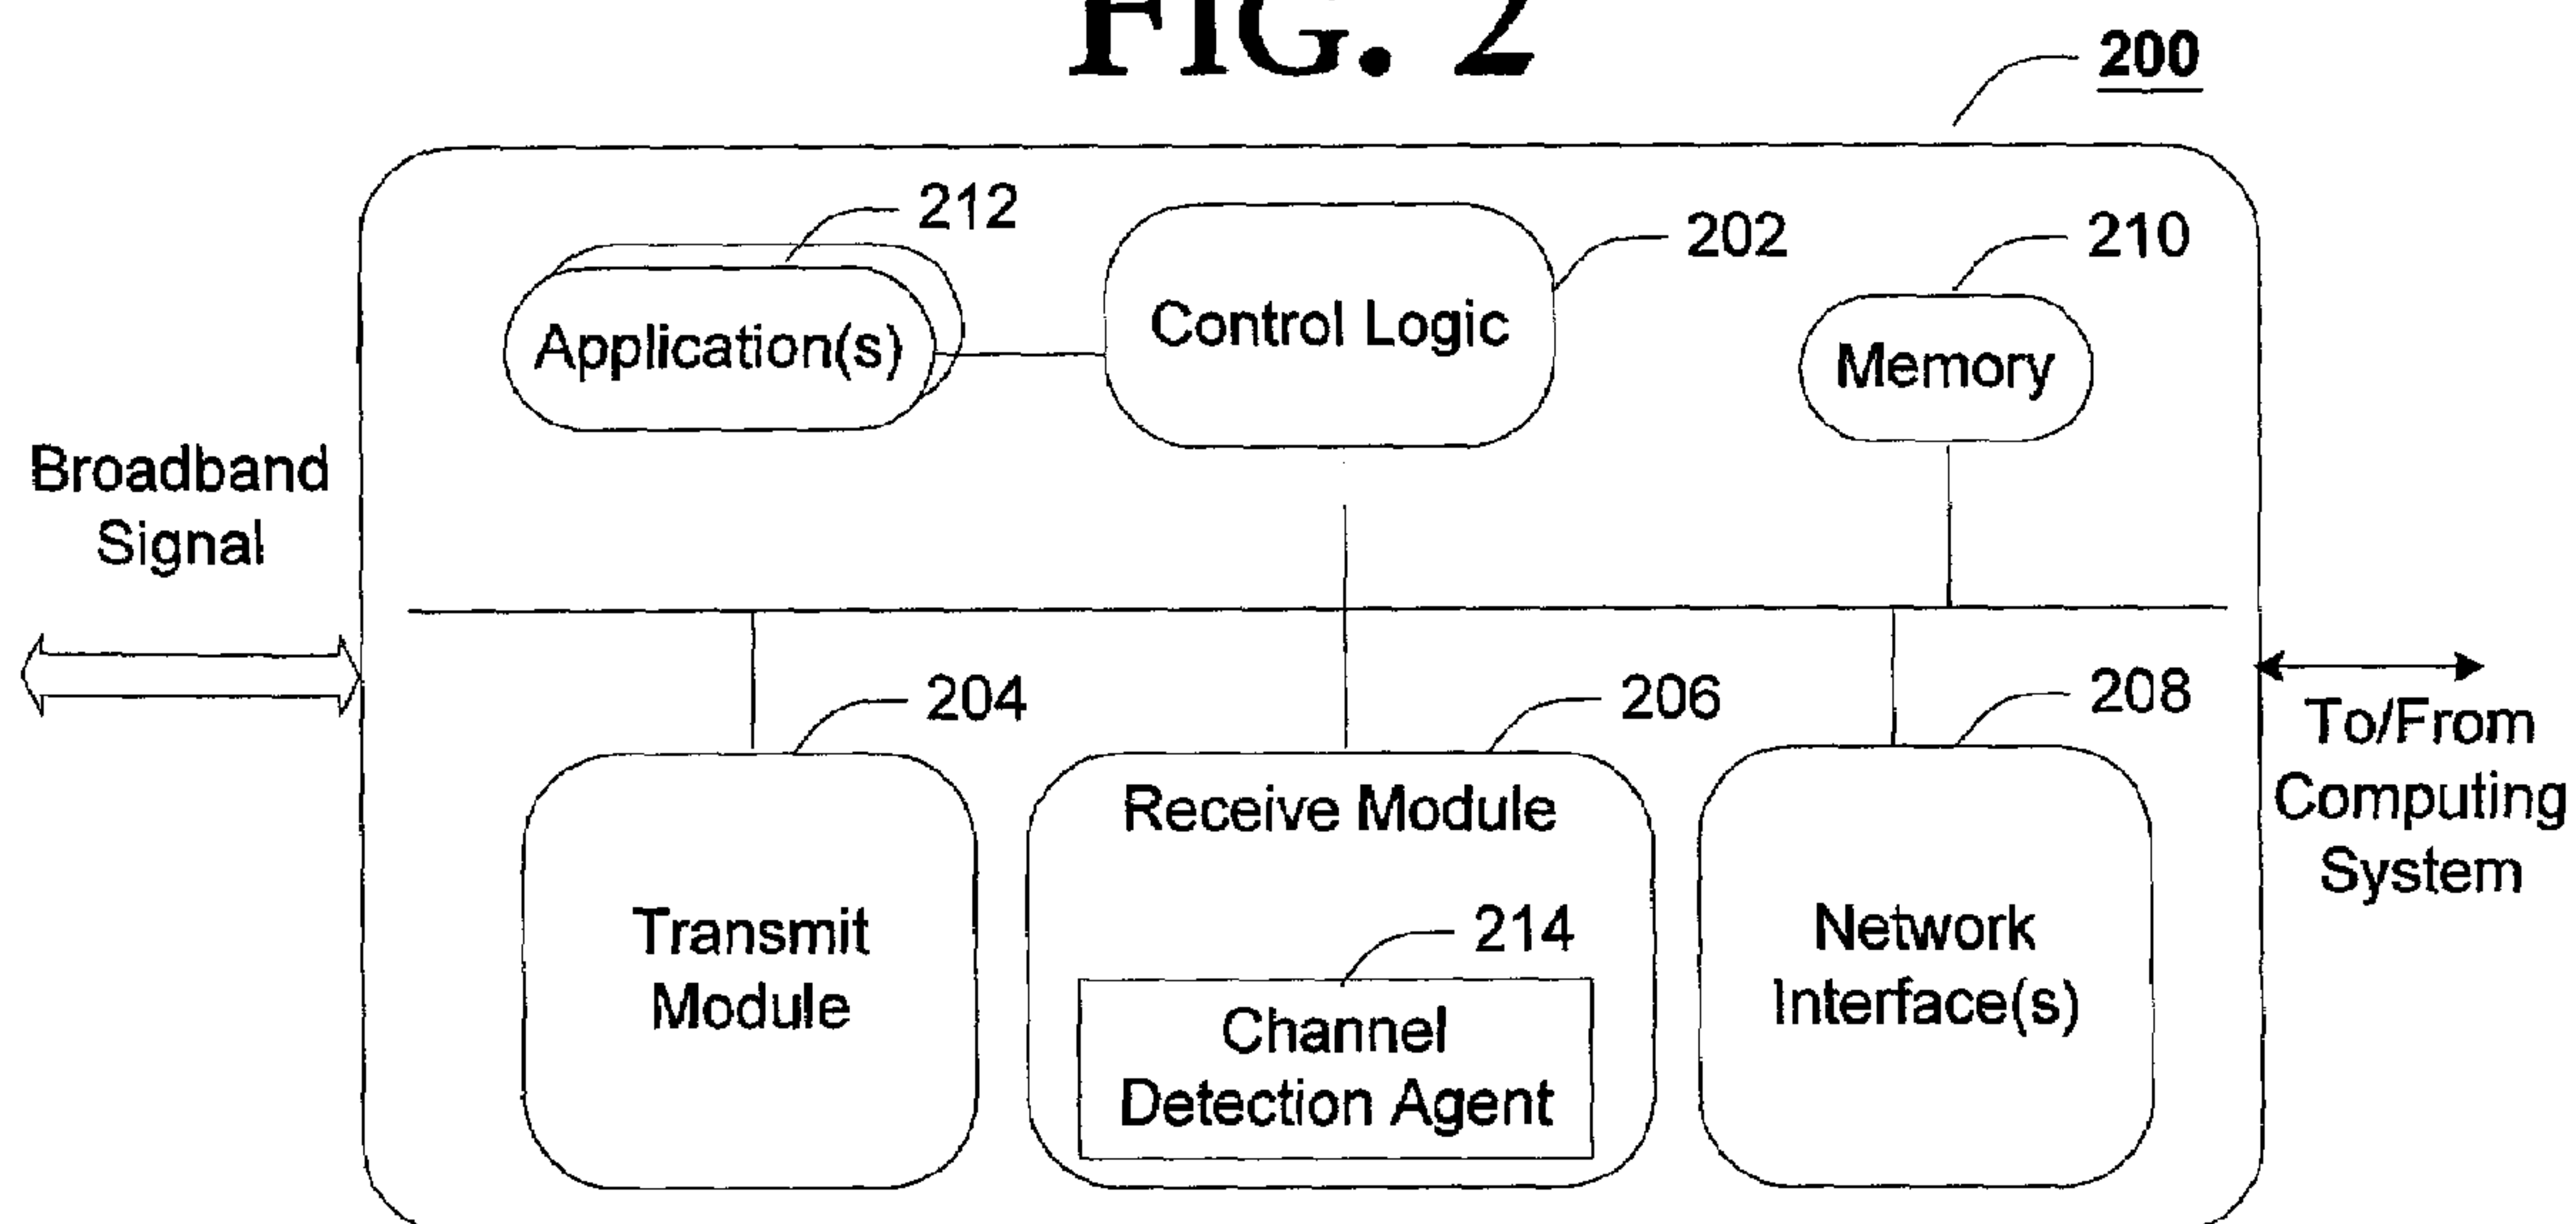 FIG. 2
200
212
202
210
Application(s)
Control Logic
Memory
Broadband
Signal
204
206
208
To/From
Computing
System
Receive Module
Transmit
Module
214
Channel
Detection Agent
Network
Interface(s)